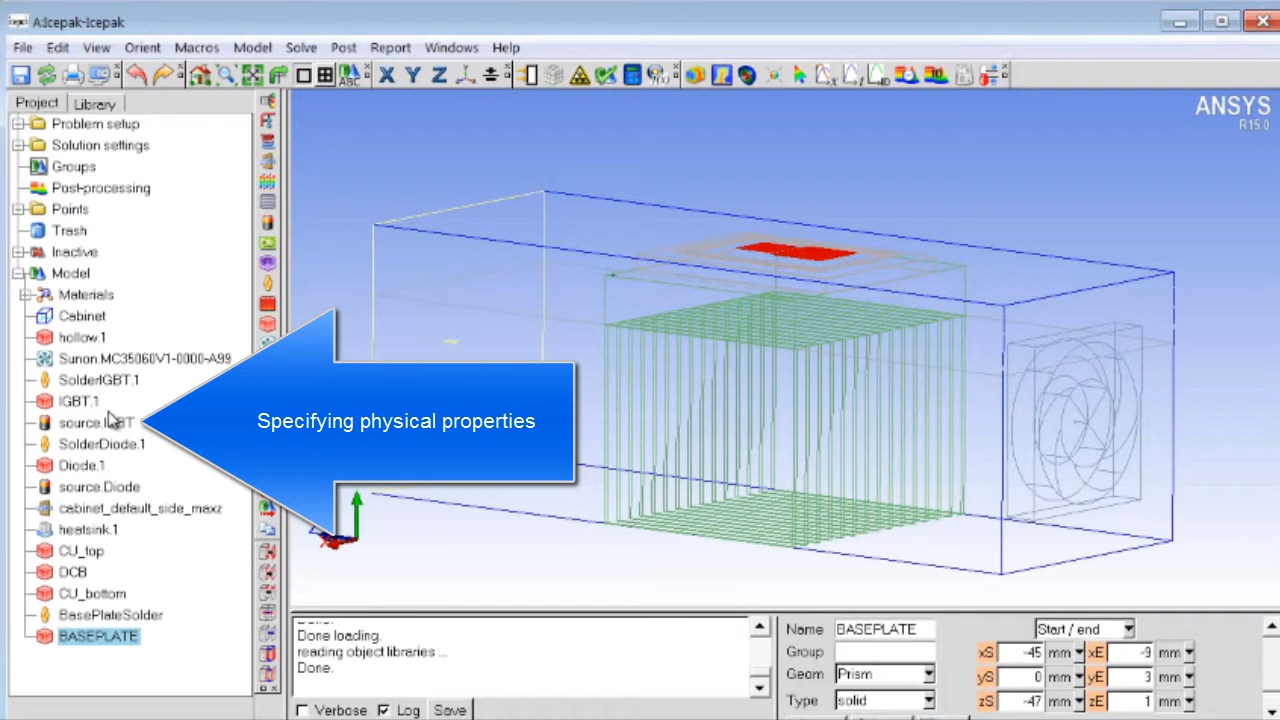 A:Icepak-Icepak
File Edit View Orient Macros Model Solve Post Report Windows Help
X Y Z
ABC
Project Library
ANSYS
R15.0
Problem setup
Solution settings
Groups
Post-processing
Points
Trash
Inactive
Model
Materials
Cabinet
hollow.1
Sunon.MC35060V1-0000-A99
SolderIGBT.1
IGBT.1
Specifying physical properties
SolderDiode.1
Diode.1
source.Diode
cabinet_default_side_maxz
heatsink.1
CU_top
DCB
CU_bottom
BasePlateSolder
BASEPLATE
Done loading.
reading object libraries ...
Done.
Verbose Log Save
Name BASEPLATE Start / end
Group xS -45 mm xE -9 mm
Geom Prism yS 0 mm yE 3 mm
Type solid zS -47 mm zE 1 mm